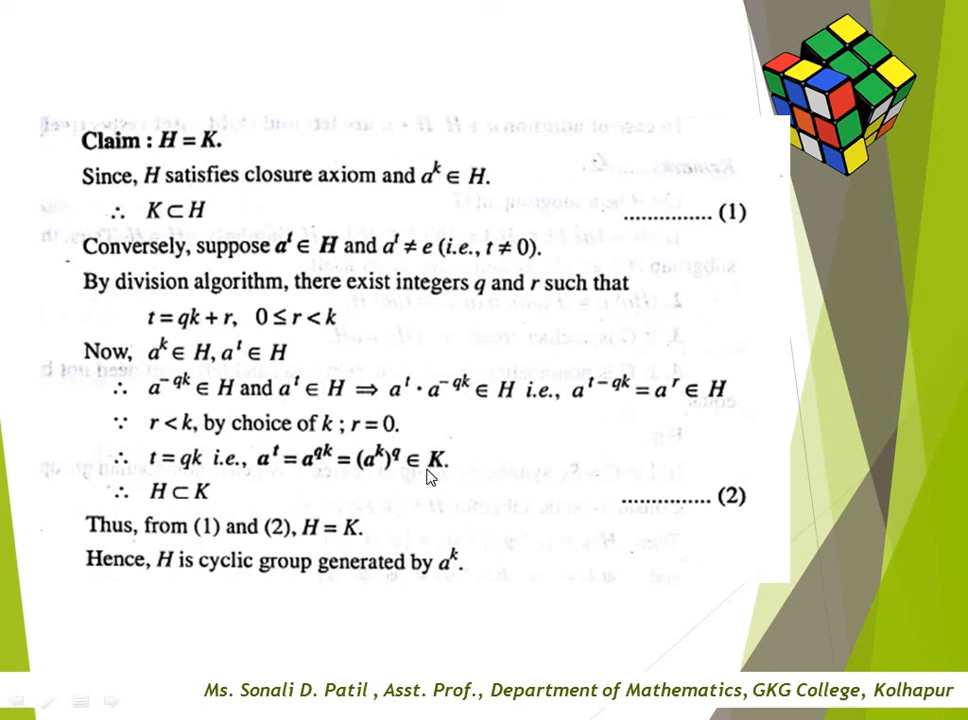 Claim : H = K.
Since, H satisfies closure axiom and a^k ∈ H.
∴ K ⊂ H ............... (1)
Conversely, suppose a^t ∈ H and a^t ≠ e (i.e., t ≠ 0).
By division algorithm, there exist integers q and r such that
t = qk + r, 0 ≤ r < k
Now, a^k ∈ H, a^t ∈ H
∴ a^{-qk} ∈ H and a^t ∈ H ⇒ a^t · a^{-qk} ∈ H i.e., a^{t-qk} = a^r ∈ H
∵ r < k, by choice of k ; r = 0.
∴ t = qk i.e., a^t = a^{qk} = (a^k)^q ∈ K.
∴ H ⊂ K ............... (2)
Thus, from (1) and (2), H = K.
Hence, H is cyclic group generated by a^k.
Ms. Sonali D. Patil , Asst. Prof., Department of Mathematics, GKG College, Kolhapur